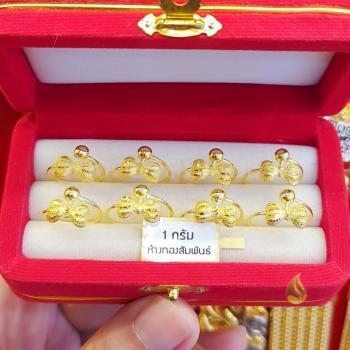 1 กรัม
ห้างทองสัมพันธ์